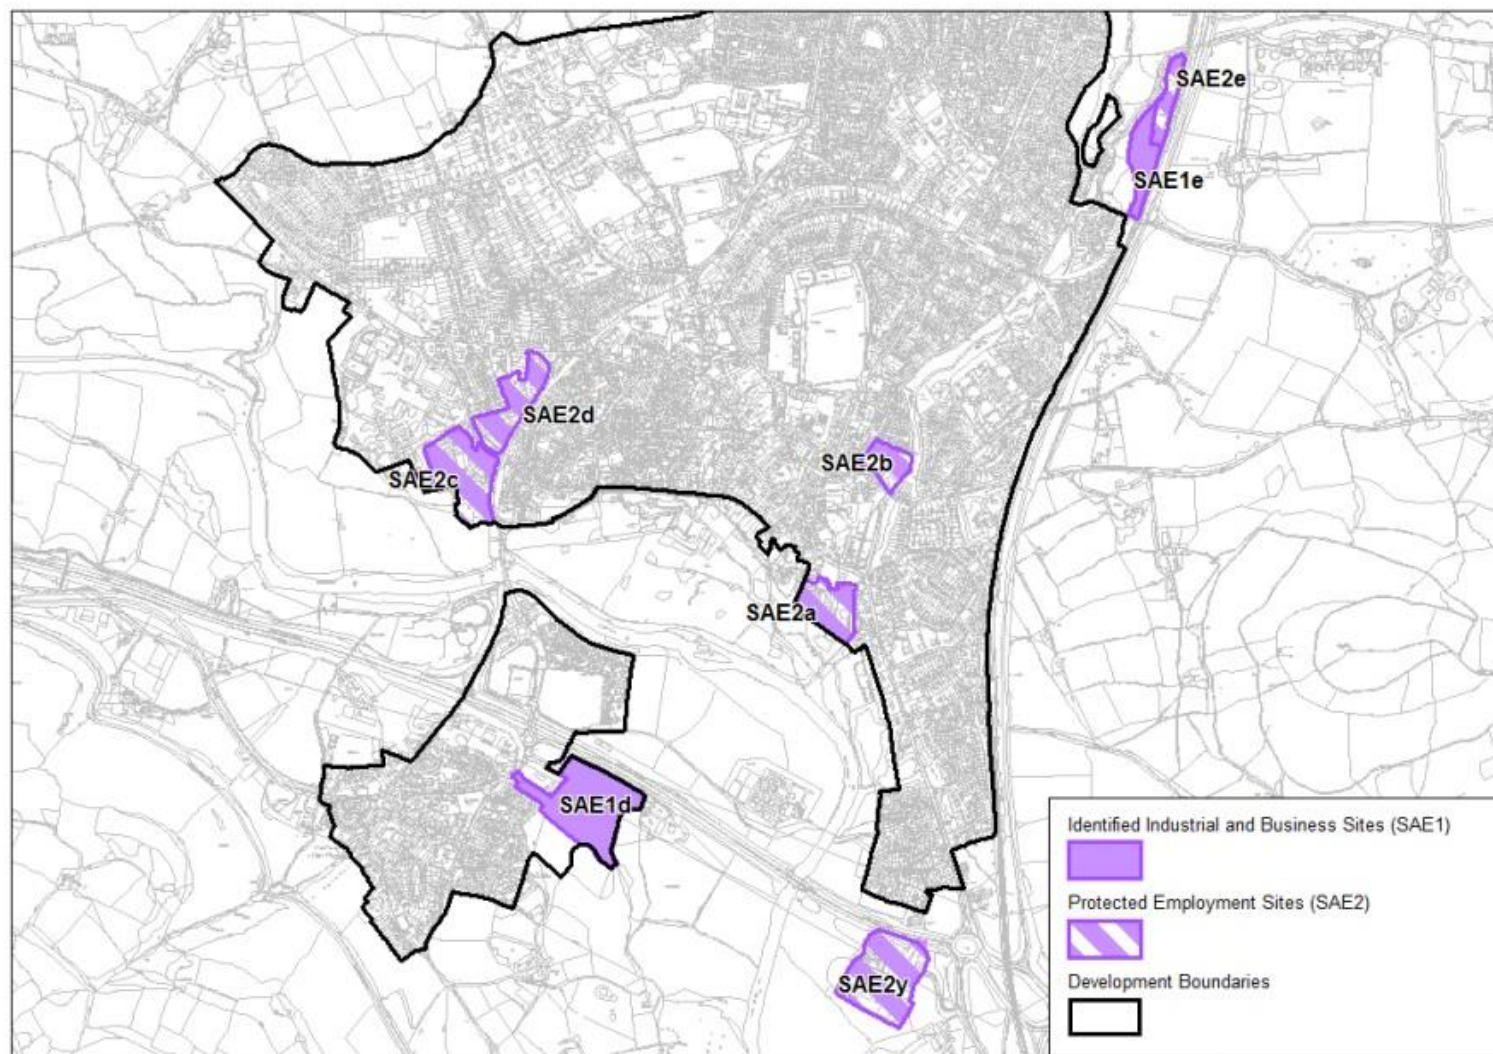 SAE2e
SAE1e
SAE2d
SAE2b
SAE2c
SAE2a
SAE1d
SAE2y
Identified Industrial and Business Sites (SAE1)
Protected Employment Sites (SAE2)
Development Boundaries